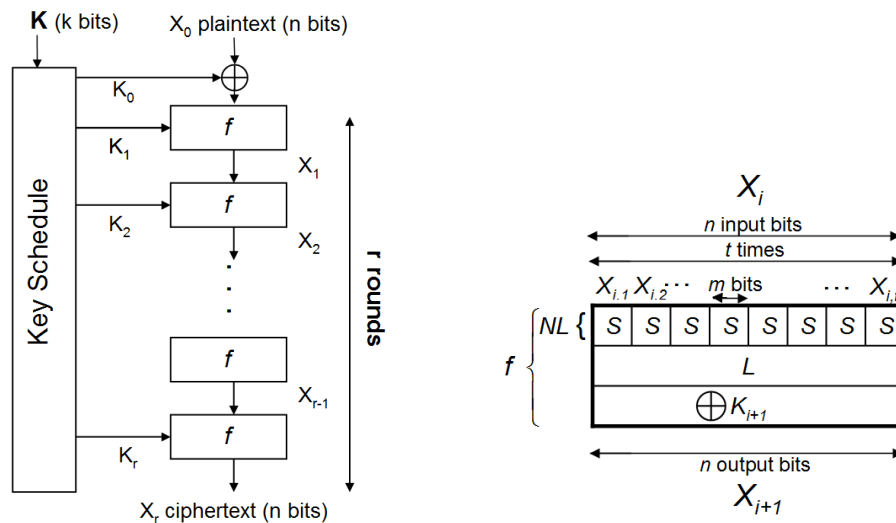 K (k bits)
X₀ plaintext (n bits)
Key Schedule
K₀
f
K₁
X₁
f
K₂
X₂
r rounds
f
Xᵣ₋₁
f
Kᵣ
Xᵣ ciphertext (n bits)
Xᵢ
n input bits
t times
Xᵢ.₁ Xᵢ.₂ ··· m bits ···
f
NL {
S S S S S S S S
L
⊕ Kᵢ₊₁
n output bits
Xᵢ₊₁